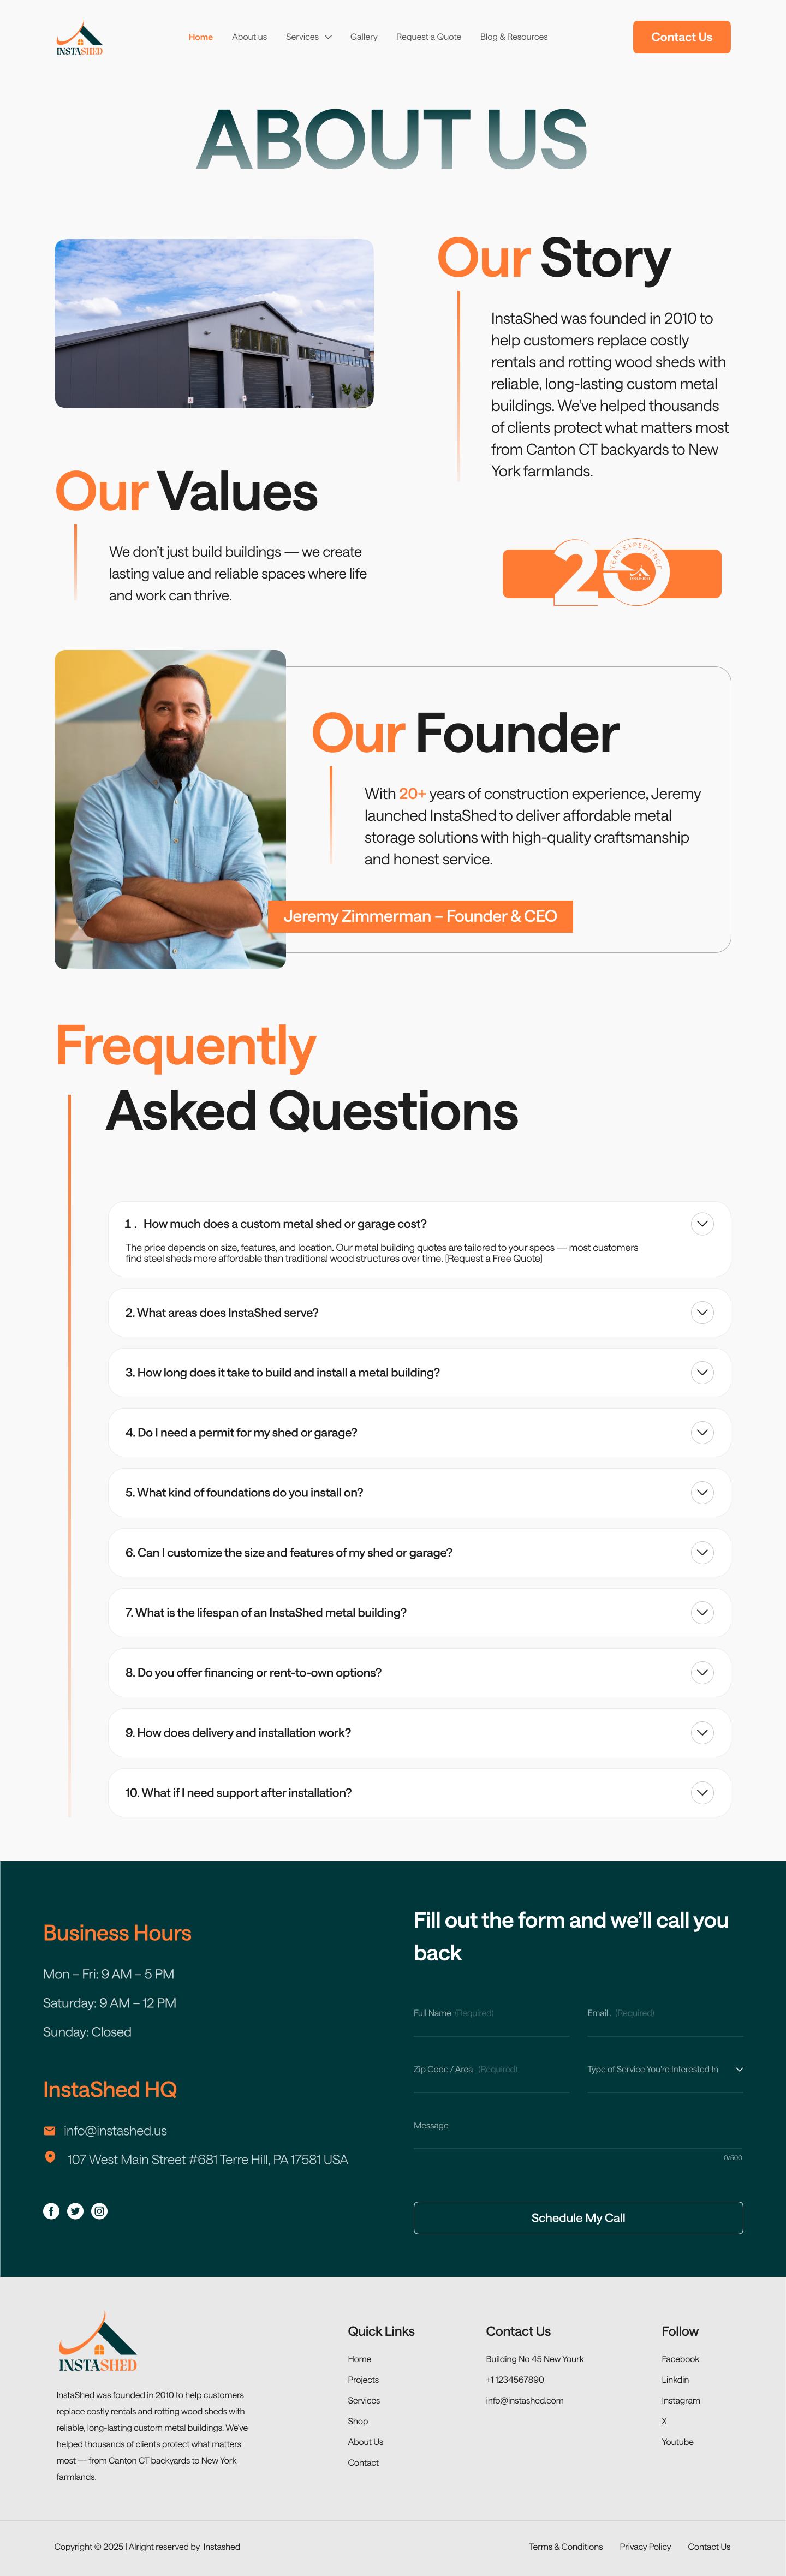 INSTASHED
Home
About us
Services
Gallery
Request a Quote
Blog & Resources
Contact Us
ABOUT US
Our Story
InstaShed was founded in 2010 to
help customers replace costly
rentals and rotting wood sheds with
reliable, long-lasting custom metal
buildings. We've helped thousands
of clients protect what matters most
from Canton CT backyards to New
York farmlands.
Our Values
We don't just build buildings — we create
lasting value and reliable spaces where life
and work can thrive.
20
YEAR EXPERIENCE
Our Founder
With 20+ years of construction experience, Jeremy
launched InstaShed to deliver affordable metal
storage solutions with high-quality craftsmanship
and honest service.
Jeremy Zimmerman – Founder & CEO
Frequently
Asked Questions
1 . How much does a custom metal shed or garage cost?
The price depends on size, features, and location. Our metal building quotes are tailored to your specs — most customers
find steel sheds more affordable than traditional wood structures over time. [Request a Free Quote]
2. What areas does InstaShed serve?
3. How long does it take to build and install a metal building?
4. Do I need a permit for my shed or garage?
5. What kind of foundations do you install on?
6. Can I customize the size and features of my shed or garage?
7. What is the lifespan of an InstaShed metal building?
8. Do you offer financing or rent-to-own options?
9. How does delivery and installation work?
10. What if I need support after installation?
Business Hours
Mon – Fri: 9 AM – 5 PM
Saturday: 9 AM – 12 PM
Sunday: Closed
InstaShed HQ
info@instashed.us
107 West Main Street #681 Terre Hill, PA 17581 USA
Fill out the form and we'll call you
back
Full Name (Required)
Email . (Required)
Zip Code / Area (Required)
Type of Service You're Interested In
Message
0/500
Schedule My Call
INSTASHED
InstaShed was founded in 2010 to help customers
replace costly rentals and rotting wood sheds with
reliable, long-lasting custom metal buildings. We've
helped thousands of clients protect what matters
most — from Canton CT backyards to New York
farmlands.
Quick Links
Home
Projects
Services
Shop
About Us
Contact
Contact Us
Building No 45 New Yourk
+1 1234567890
info@instashed.com
Follow
Facebook
Linkdin
Instagram
X
Youtube
Copyright © 2025 | Alright reserved by Instashed
Terms & Conditions
Privacy Policy
Contact Us